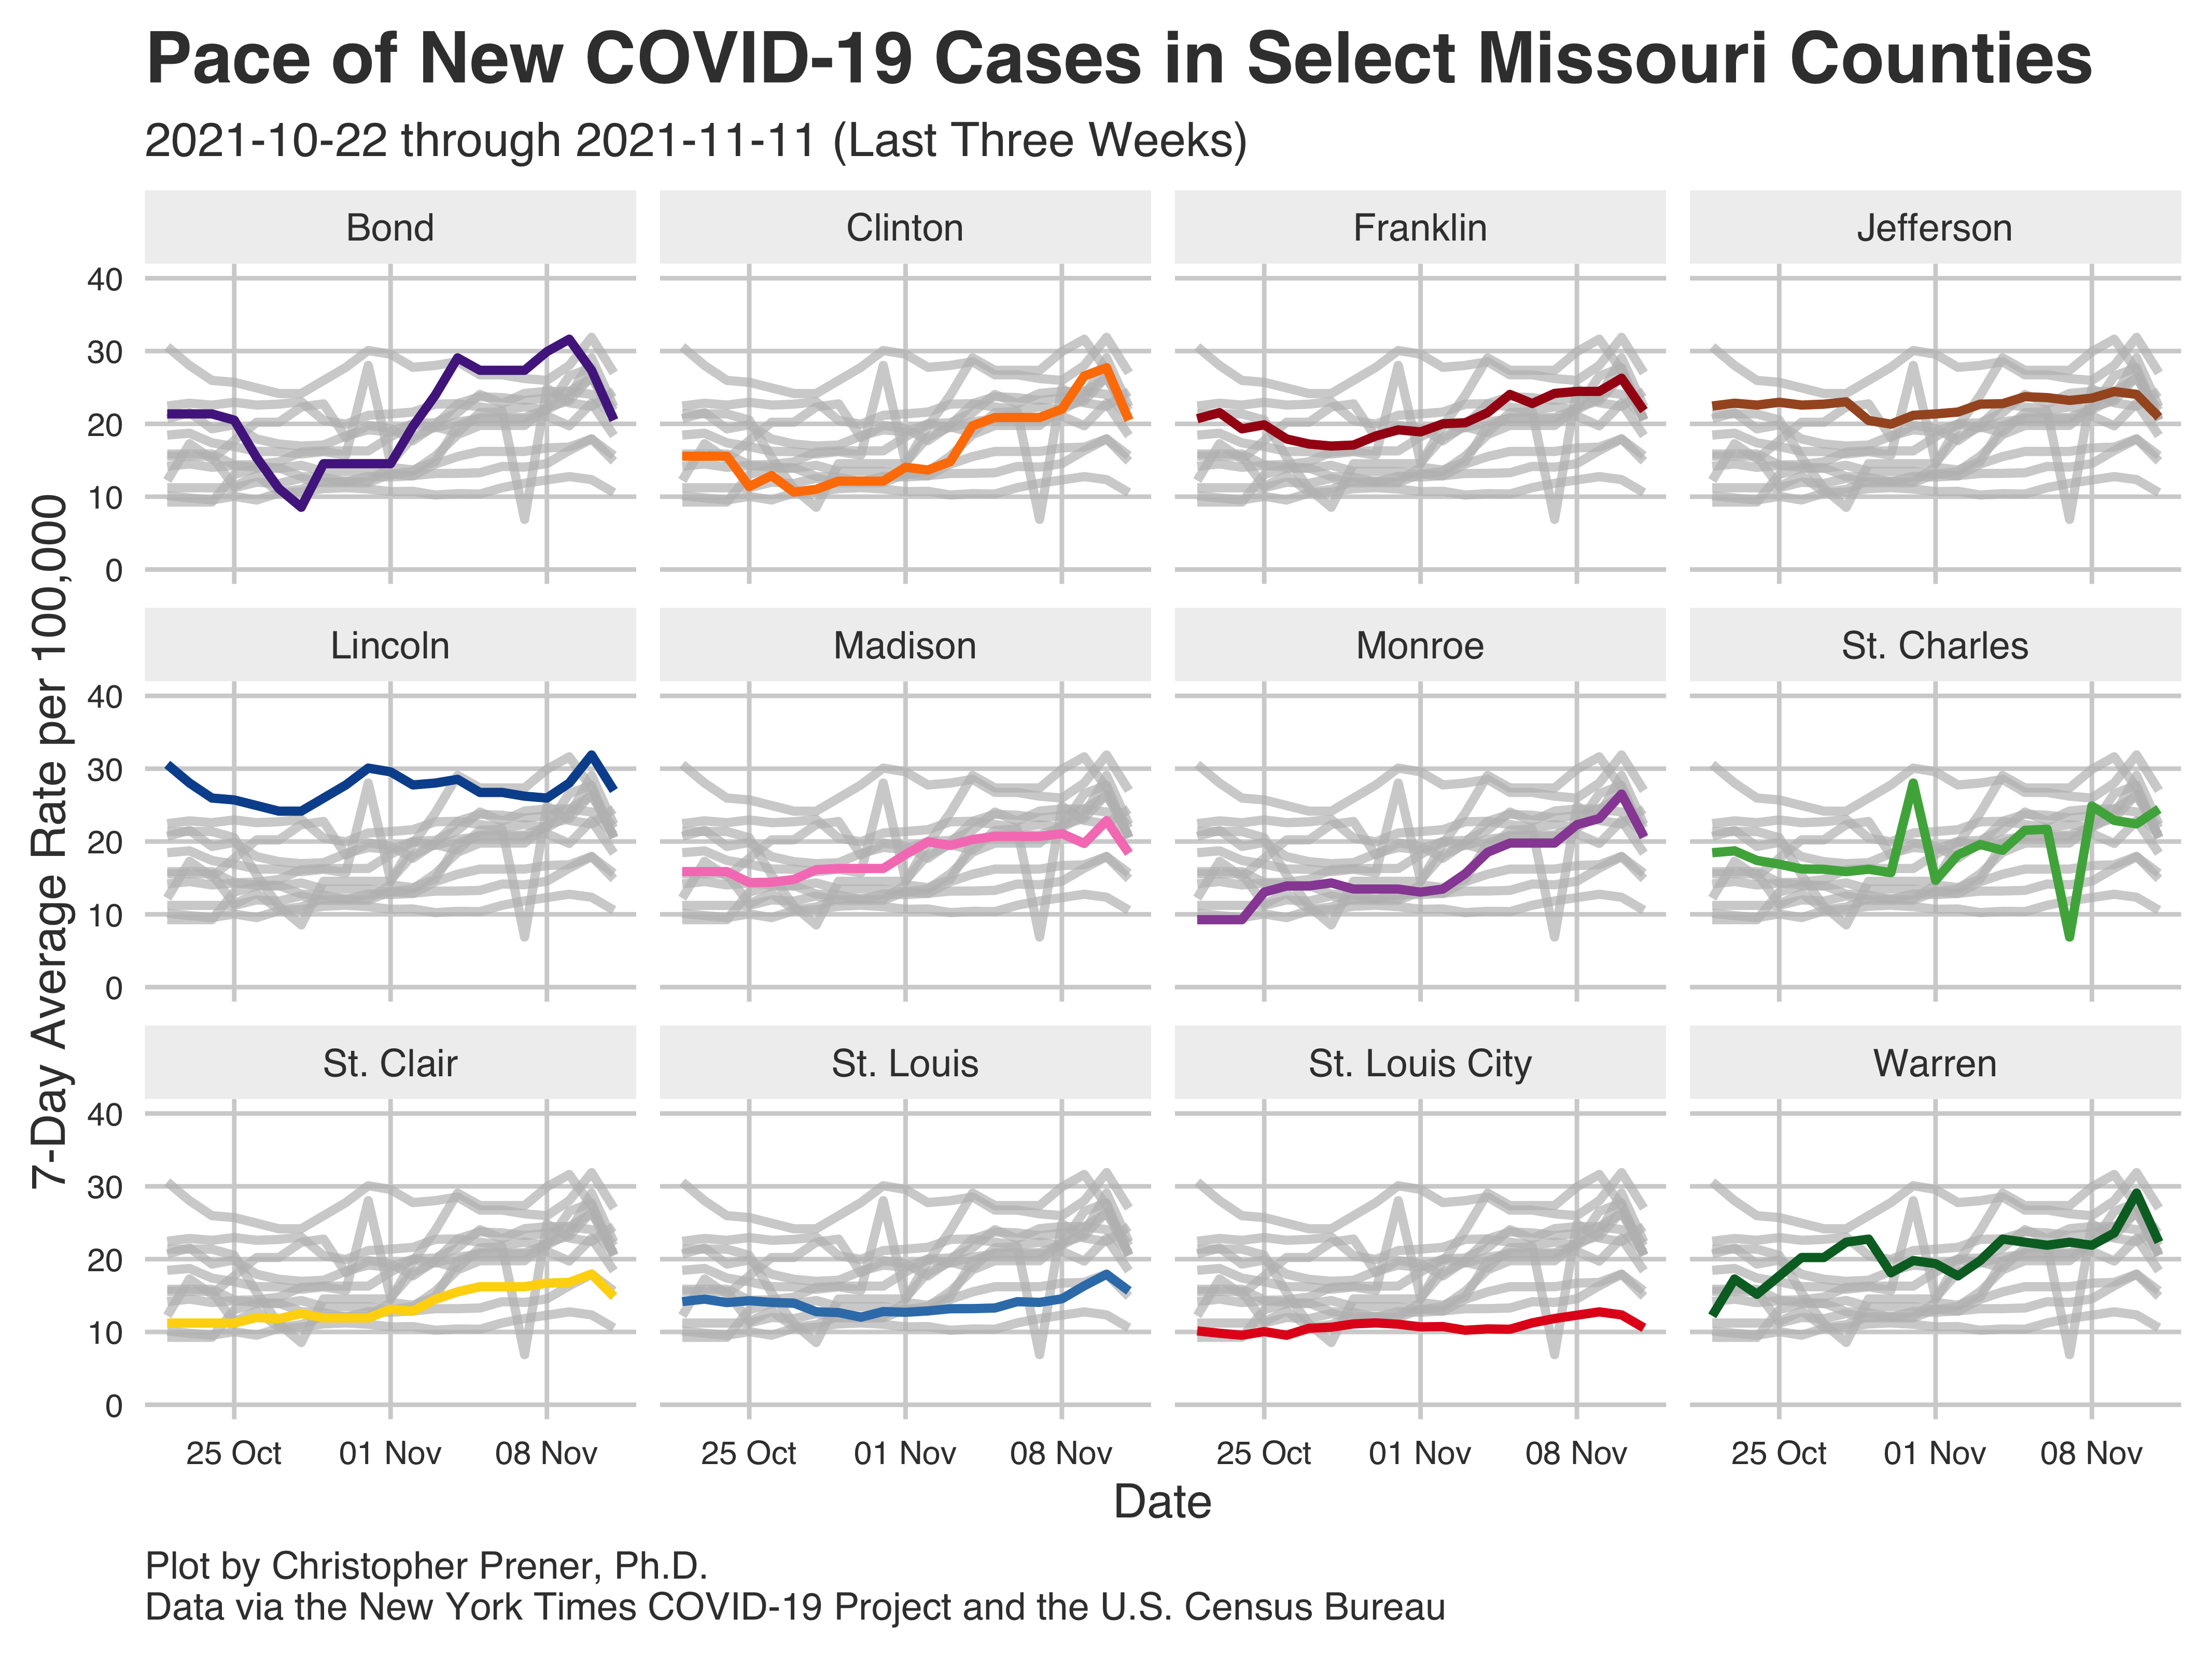 Pace of New COVID-19 Cases in Select Missouri Counties
2021-10-22 through 2021-11-11 (Last Three Weeks)
Bond
Clinton
Franklin
Jefferson
40
30
20
10
0
Lincoln
Madison
Monroe
St. Charles
40
30
20
10
0
St. Clair
St. Louis
St. Louis City
Warren
40
30
20
10
0
7-Day Average Rate per 100,000
25 Oct 01 Nov 08 Nov
25 Oct 01 Nov 08 Nov
25 Oct 01 Nov 08 Nov
25 Oct 01 Nov 08 Nov
Date
Plot by Christopher Prener, Ph.D.
Data via the New York Times COVID-19 Project and the U.S. Census Bureau